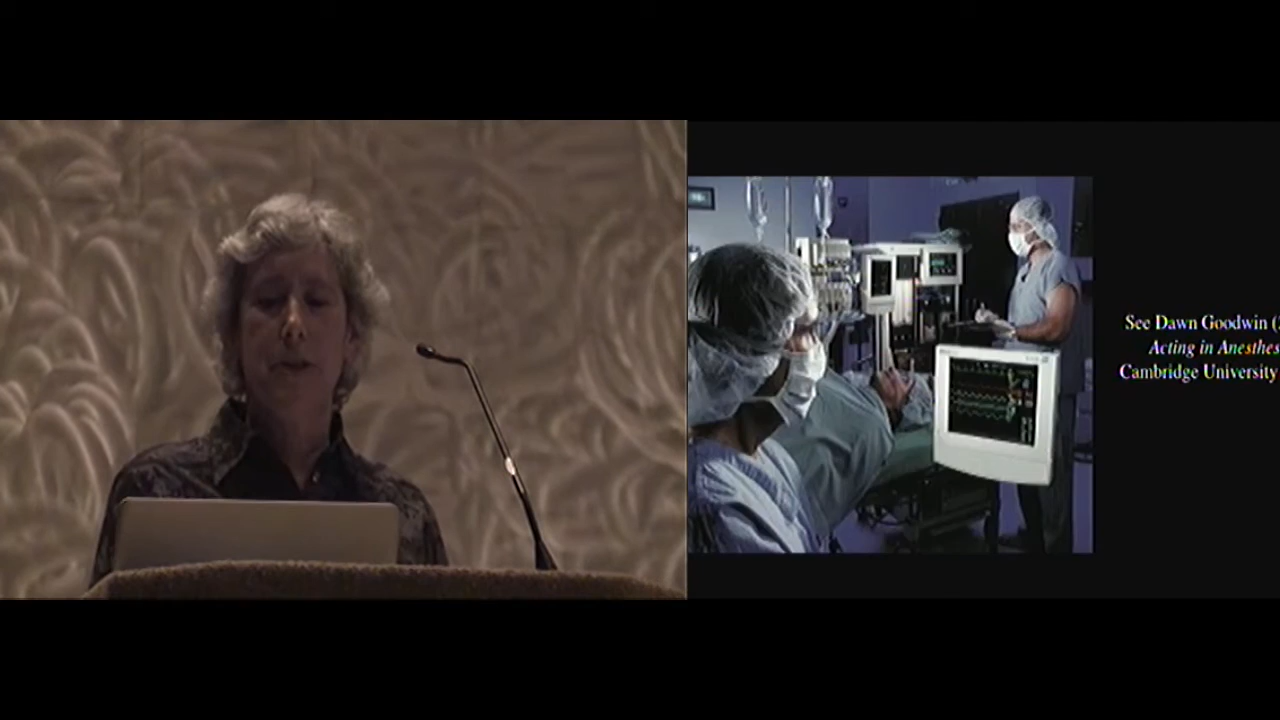 See Dawn Goodwin (
Acting in Anesthes
Cambridge University